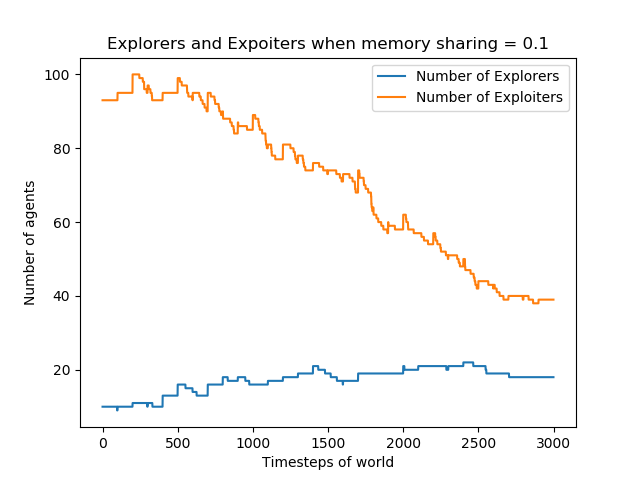 Explorers and Expoiters when memory sharing = 0.1
Number of Explorers
Number of Exploiters
Number of agents
100
80
60
40
20
0 500 1000 1500 2000 2500 3000
Timesteps of world